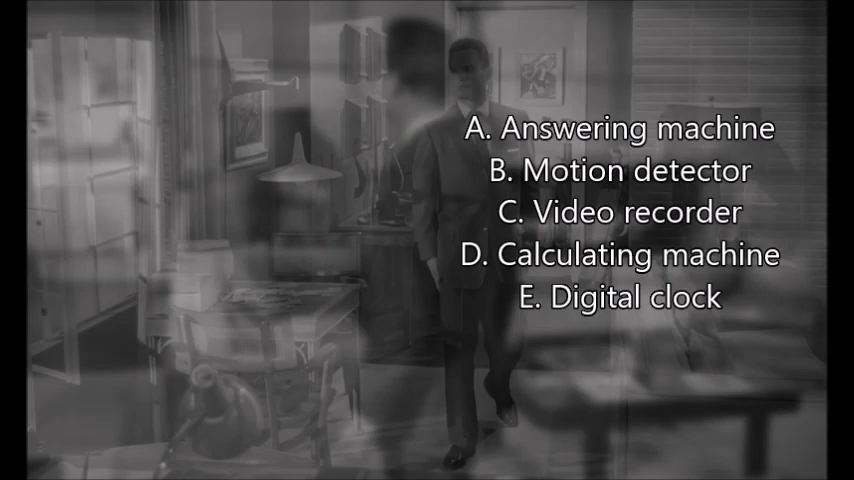 A. Answering machine
B. Motion detector
C. Video recorder
D. Calculating machine
E. Digital clock